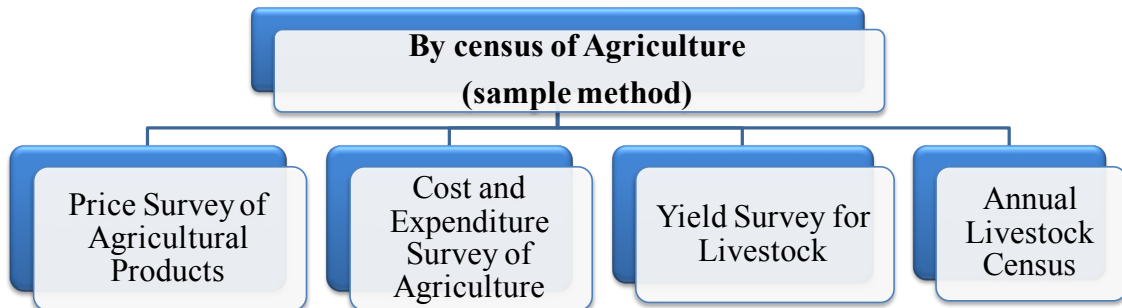 By census of Agriculture
(sample method)
Price Survey of
Agricultural
Products
Cost and
Expenditure
Survey of
Agriculture
Yield Survey for
Livestock
Annual
Livestock
Census